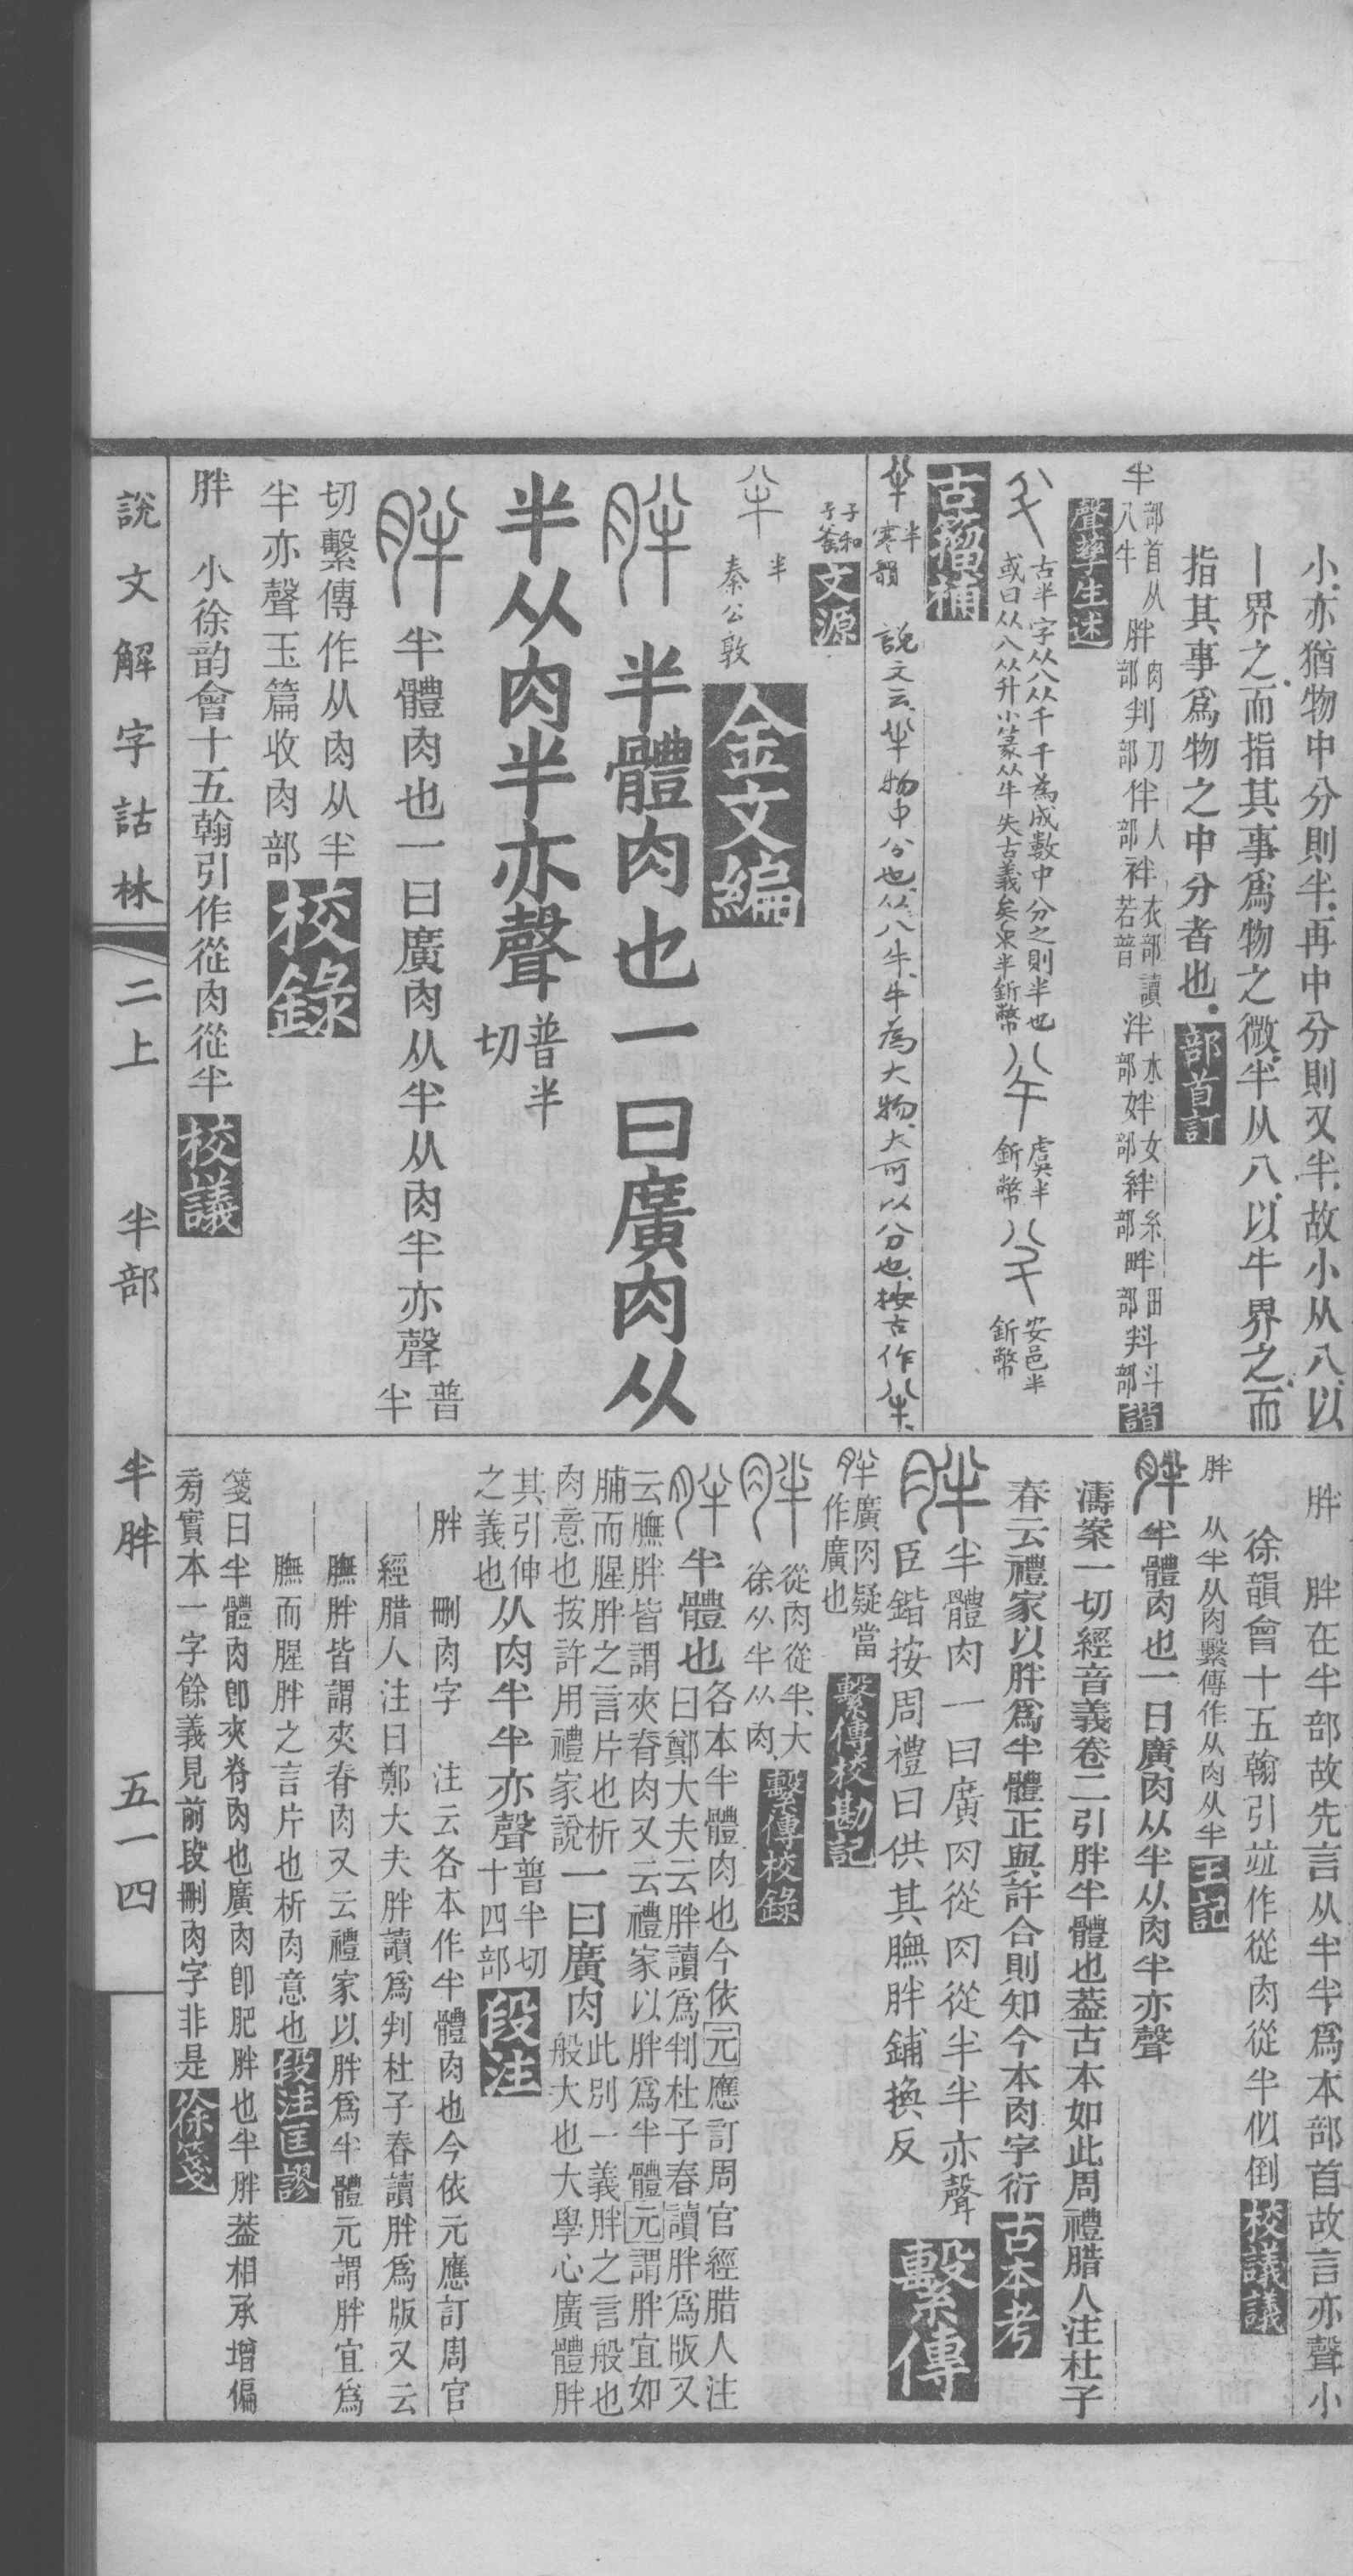 小亦猶物中分則半再中分則又半故小从八以
丨界之而指其事爲物之微半从八以牛界之而
指其事爲物之中分者也部首訂
半部首从八牛胖肉部判刀部伴人部袢衣部讀若普泮水部姅女部絆糸部畔田部料斗部諧
聲孳生述
古半字从八从千千為成數中分之則半也
或曰从八从升小篆从牛失古義矣
半釿幣
虞半釿幣
安邑半釿幣
古籀補
半寒韻 説文云半物中分也从八牛牛為大物大可以分也按古作
子和子釜文源
半 秦公敦 金文編
胖 半體肉也一曰廣肉从
半从肉半亦聲普半切
胖 半體肉也一曰廣肉从半从肉半亦聲普半
切繫傳作从肉从半
半亦聲玉篇收肉部校錄
胖 小徐韵會十五翰引作從肉從半 校議
胖 胖在半部故先言从半半爲本部首故言亦聲小
徐韻會十五翰引竝作從肉從半似倒校議議
胖 从半从肉繫傳作从肉从半王記
胖半體肉也一曰廣肉从半从肉半亦聲
濤案一切經音義卷二引胖半體也葢古本如此周禮腊人注杜子
春云禮家以胖爲半體正與許合則知今本肉字衍古本考
胖半體肉一曰廣肉從肉從半半亦聲
臣鍇按周禮曰供其膴胖鋪換反 繫傳
胖廣肉疑當作廣也 繫傳校勘記
胖從肉從半大徐从半从肉 繫傳校錄
胖半體也各本半體肉也今依元應訂周官經腊人注
曰鄭大夫云胖讀爲判杜子春讀胖爲版又
云膴胖皆謂夾脊肉又云禮家以胖爲半體元謂胖宜如
脯而腥胖之言片也析
肉意也按許用禮家說一曰廣肉此別一義胖之言般也
般大也大學心廣體胖
其引伸之義也从肉半半亦聲普半切十四部段注
胖 刪肉字 注云各本作半體肉也今依元應訂周官
經腊人注曰鄭大夫胖讀爲判杜子春讀胖爲版又云
膴胖皆謂夾脊肉又云禮家以胖爲半體元謂胖宜爲
膴而腥胖之言片也析肉意也段注匡謬
箋曰半體肉卽夾脊肉也廣肉卽肥胖也半胖葢相承增偏
㫄實本一字餘義見前段刪肉字非是徐箋
説文解字詁林 二上 半部 半胖 五一四